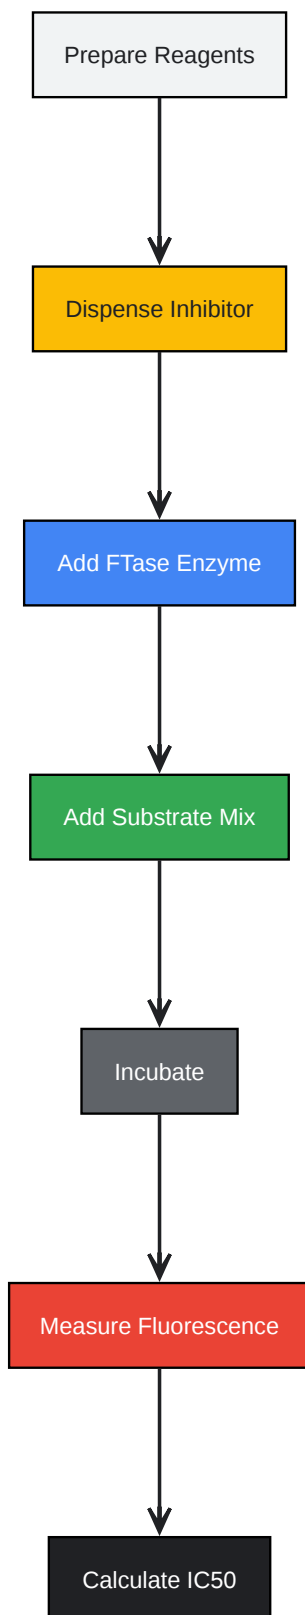 Prepare Reagents
Dispense Inhibitor
Add FTase Enzyme
Add Substrate Mix
Incubate
Measure Fluorescence
Calculate IC50